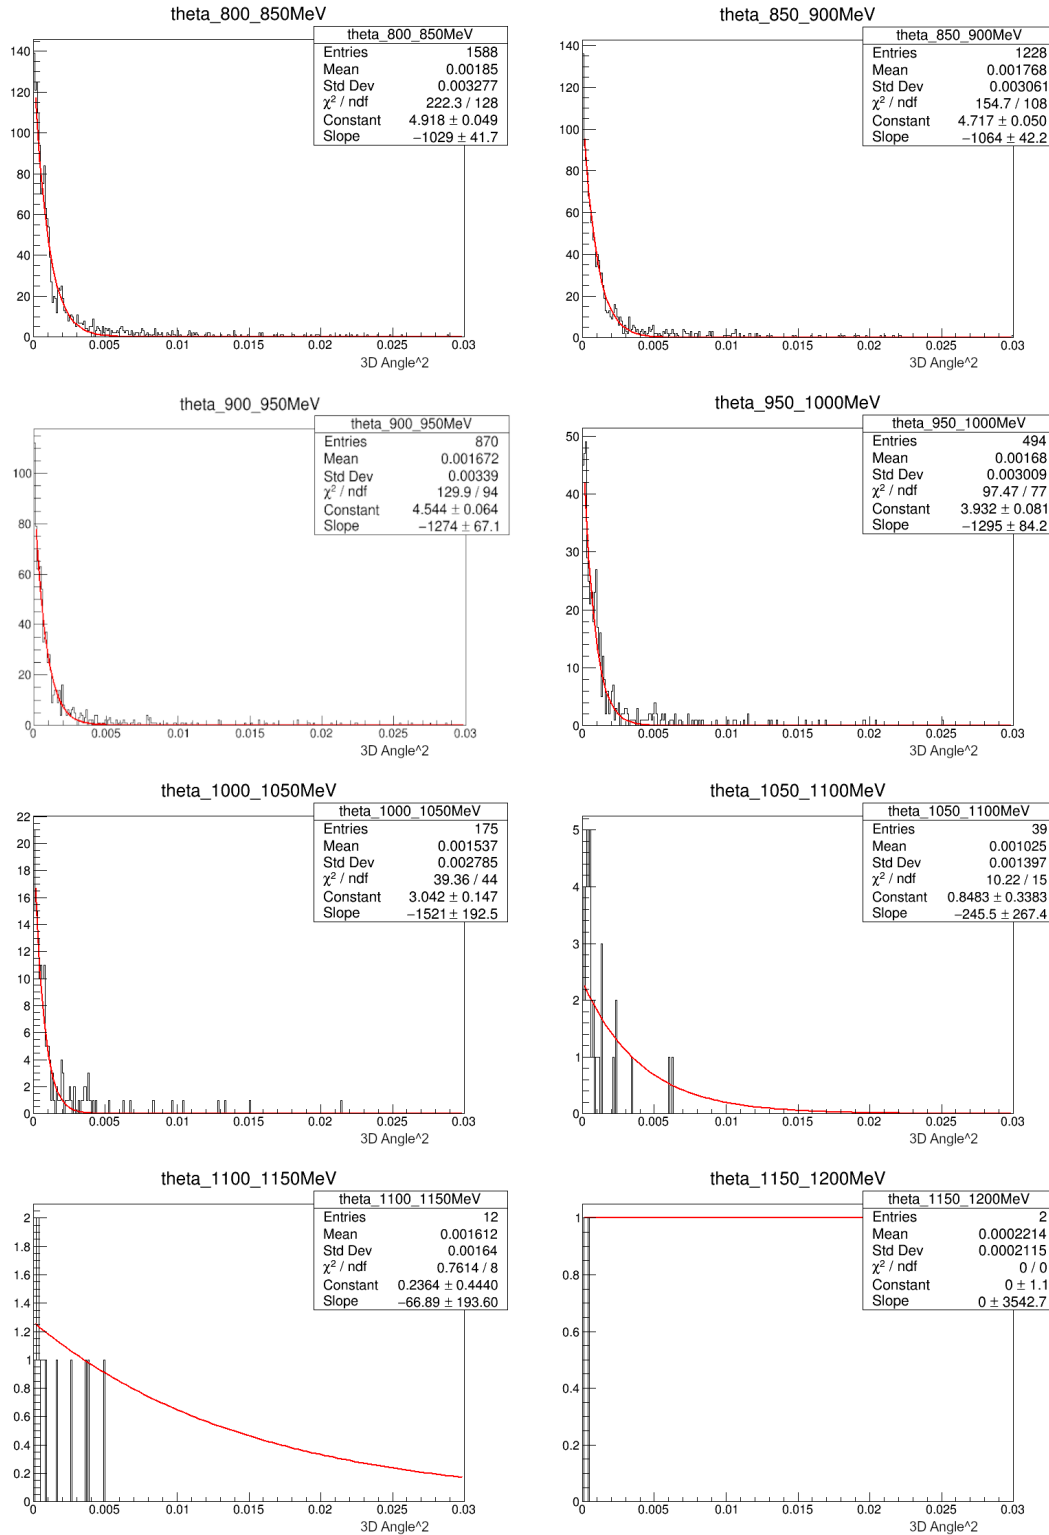 theta_800_850MeV
theta_800_850MeV
Entries 1588
Mean 0.00185
Std Dev 0.003277
χ² / ndf 222.3 / 128
Constant 4.918 ± 0.049
Slope −1029 ± 41.7
140
120
100
80
60
40
20
0
0 0.005 0.01 0.015 0.02 0.025 0.03
3D Angle^2
theta_850_900MeV
theta_850_900MeV
Entries 1228
Mean 0.001768
Std Dev 0.003061
χ² / ndf 154.7 / 108
Constant 4.717 ± 0.050
Slope −1064 ± 42.2
140
120
100
80
60
40
20
0
0 0.005 0.01 0.015 0.02 0.025 0.03
3D Angle^2
theta_900_950MeV
theta_900_950MeV
Entries 870
Mean 0.001672
Std Dev 0.00339
χ² / ndf 129.9 / 94
Constant 4.544 ± 0.064
Slope −1274 ± 67.1
100
80
60
40
20
0
0 0.005 0.01 0.015 0.02 0.025 0.03
3D Angle^2
theta_950_1000MeV
theta_950_1000MeV
Entries 494
Mean 0.00168
Std Dev 0.003009
χ² / ndf 97.47 / 77
Constant 3.932 ± 0.081
Slope −1295 ± 84.2
50
40
30
20
10
0
0 0.005 0.01 0.015 0.02 0.025 0.03
3D Angle^2
theta_1000_1050MeV
theta_1000_1050MeV
Entries 175
Mean 0.001537
Std Dev 0.002785
χ² / ndf 39.36 / 44
Constant 3.042 ± 0.147
Slope −1521 ± 192.5
22
20
18
16
14
12
10
8
6
4
2
0
0 0.005 0.01 0.015 0.02 0.025 0.03
3D Angle^2
theta_1050_1100MeV
theta_1050_1100MeV
Entries 39
Mean 0.001025
Std Dev 0.001397
χ² / ndf 10.22 / 15
Constant 0.8483 ± 0.3383
Slope −245.5 ± 267.4
5
4
3
2
1
0
0 0.005 0.01 0.015 0.02 0.025 0.03
3D Angle^2
theta_1100_1150MeV
theta_1100_1150MeV
Entries 12
Mean 0.001612
Std Dev 0.00164
χ² / ndf 0.7614 / 8
Constant 0.2364 ± 0.4440
Slope −66.89 ± 193.60
2
1.8
1.6
1.4
1.2
1
0.8
0.6
0.4
0.2
0
0 0.005 0.01 0.015 0.02 0.025 0.03
3D Angle^2
theta_1150_1200MeV
theta_1150_1200MeV
Entries 2
Mean 0.0002214
Std Dev 0.0002115
χ² / ndf 0 / 0
Constant 0 ± 1.1
Slope 0 ± 3542.7
1
0.8
0.6
0.4
0.2
0
0 0.005 0.01 0.015 0.02 0.025 0.03
3D Angle^2